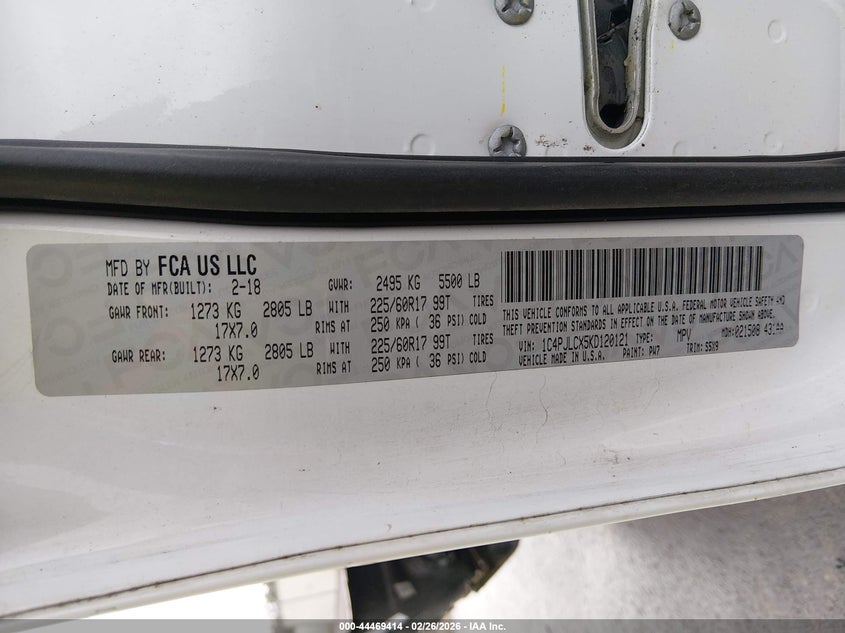 MFD BY FCA US LLC
DATE OF MFR(BUILT): 2-18 GVWR: 2495 KG 5500 LB
GAWR FRONT: 1273 KG 2805 LB WITH 225/60R17 99T TIRES
17X7.0 RIMS AT 250 KPA ( 36 PSI) COLD
GAWR REAR: 1273 KG 2805 LB WITH 225/60R17 99T TIRES
17X7.0 RIMS AT 250 KPA ( 36 PSI) COLD
THIS VEHICLE CONFORMS TO ALL APPLICABLE U.S.A. FEDERAL MOTOR VEHICLE SAFETY AND
THEFT PREVENTION STANDARDS IN EFFECT ON THE DATE OF MANUFACTURE SHOWN ABOVE.
VIN: 1C4PJLCX5KD120121 TYPE: MPV MDH: 021508
MADE IN U.S.A. PAINT: PW7 TRIM:
000-44469414 - 02/26/2026 - IAA Inc.